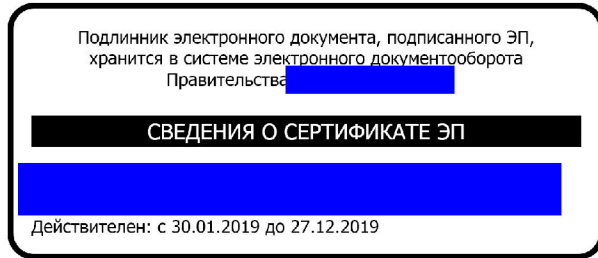 Подлинник электронного документа, подписанного ЭП,
хранится в системе электронного документооборота
Правительства
СВЕДЕНИЯ О СЕРТИФИКАТЕ ЭП
Действителен: с 30.01.2019 до 27.12.2019